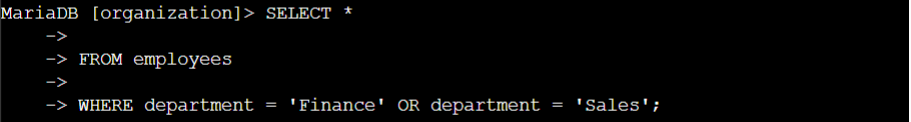 MariaDB [organization]> SELECT *
->
-> FROM employees
->
-> WHERE department = 'Finance' OR department = 'Sales';